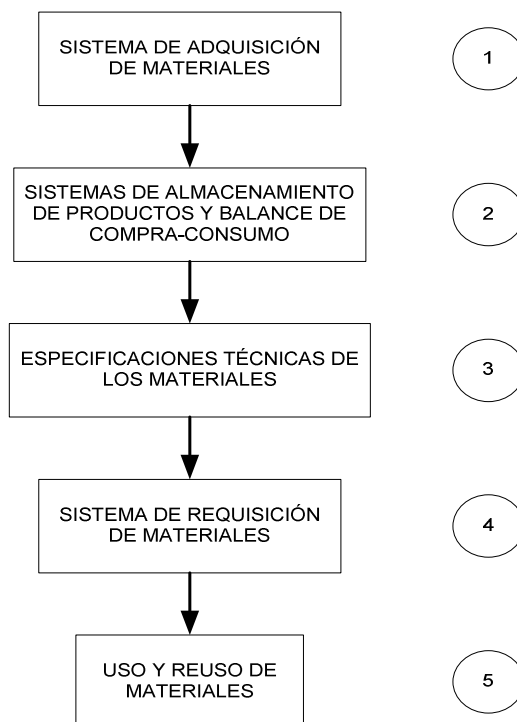 SISTEMA DE ADQUISICIÓN
DE MATERIALES
1
SISTEMAS DE ALMACENAMIENTO
DE PRODUCTOS Y BALANCE DE
COMPRA-CONSUMO
2
ESPECIFICACIONES TÉCNICAS DE
LOS MATERIALES
3
SISTEMA DE REQUISICIÓN
DE MATERIALES
4
USO Y REUSO DE
MATERIALES
5